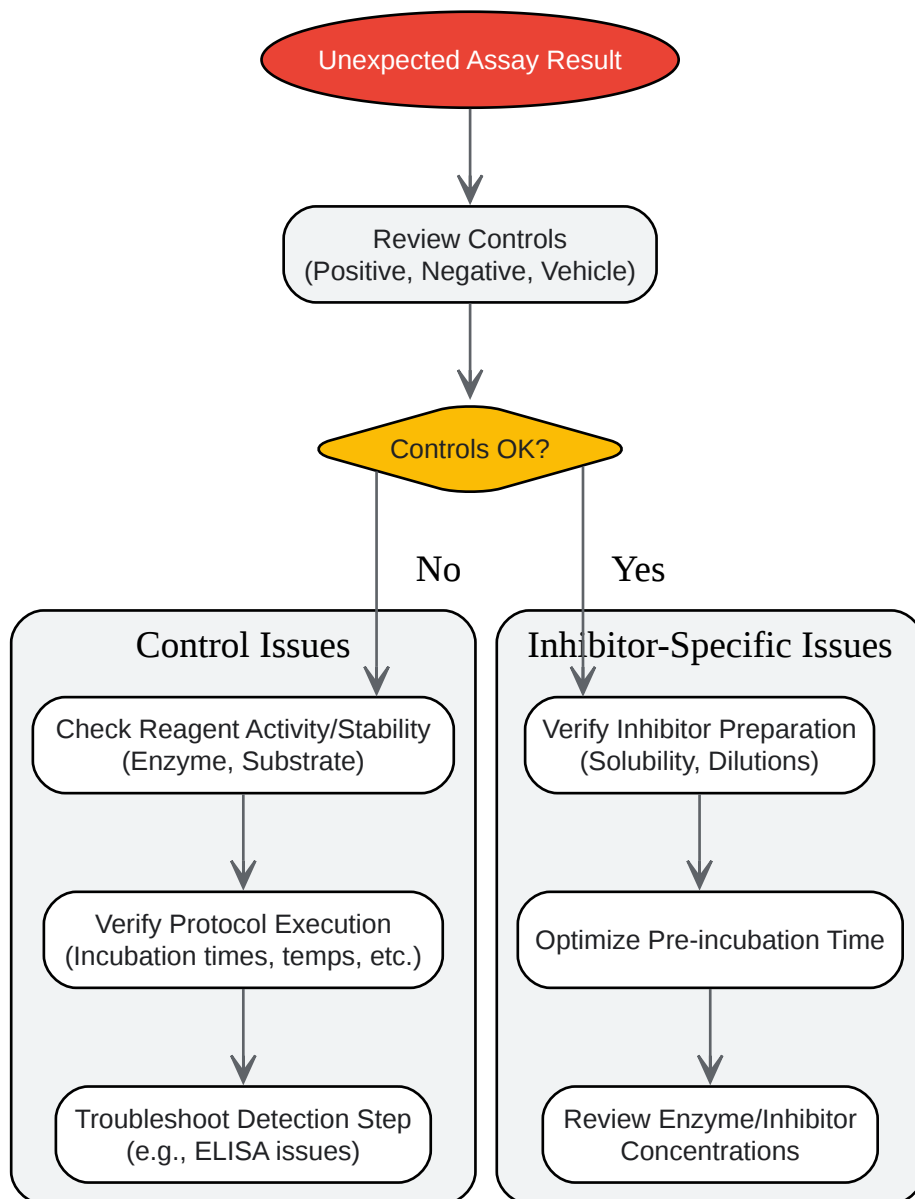 Unexpected Assay Result
Review Controls
(Positive, Negative, Vehicle)
Controls OK?
No
Yes
Control Issues
Check Reagent Activity/Stability
(Enzyme, Substrate)
Verify Protocol Execution
(Incubation times, temps, etc.)
Troubleshoot Detection Step
(e.g., ELISA issues)
Inhibitor-Specific Issues
Verify Inhibitor Preparation
(Solubility, Dilutions)
Optimize Pre-incubation Time
Review Enzyme/Inhibitor
Concentrations